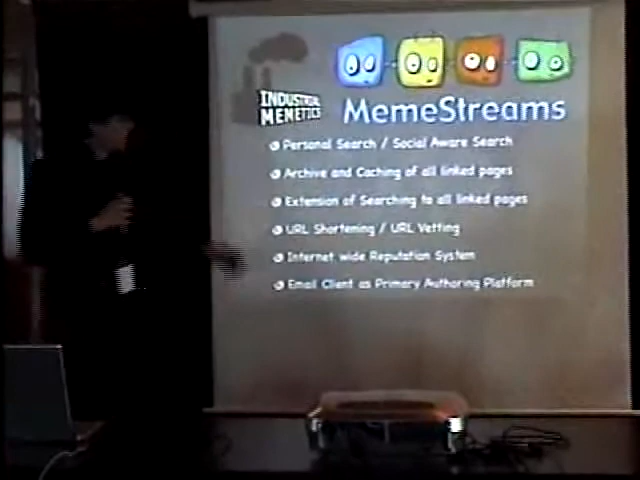 INDUSTRIAL
MEMETICS
MemeStreams
Personal Search / Social Aware Search
Archive and Caching of all linked pages
Extension of Searching to all linked pages
URL Shortening / URL Vetting
Internet wide Reputation System
Email Client as Primary Authoring Platform